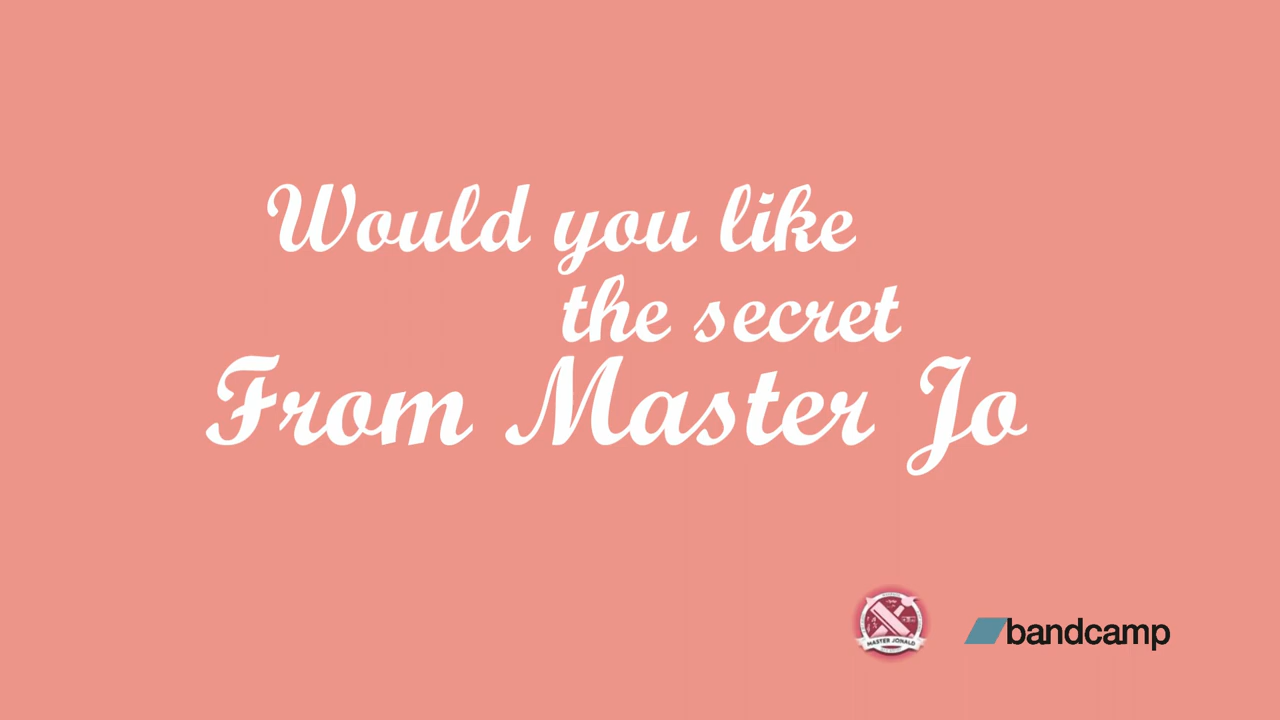 Would you like
the secret
From Master Jo
MASTER JONALD
bandcamp